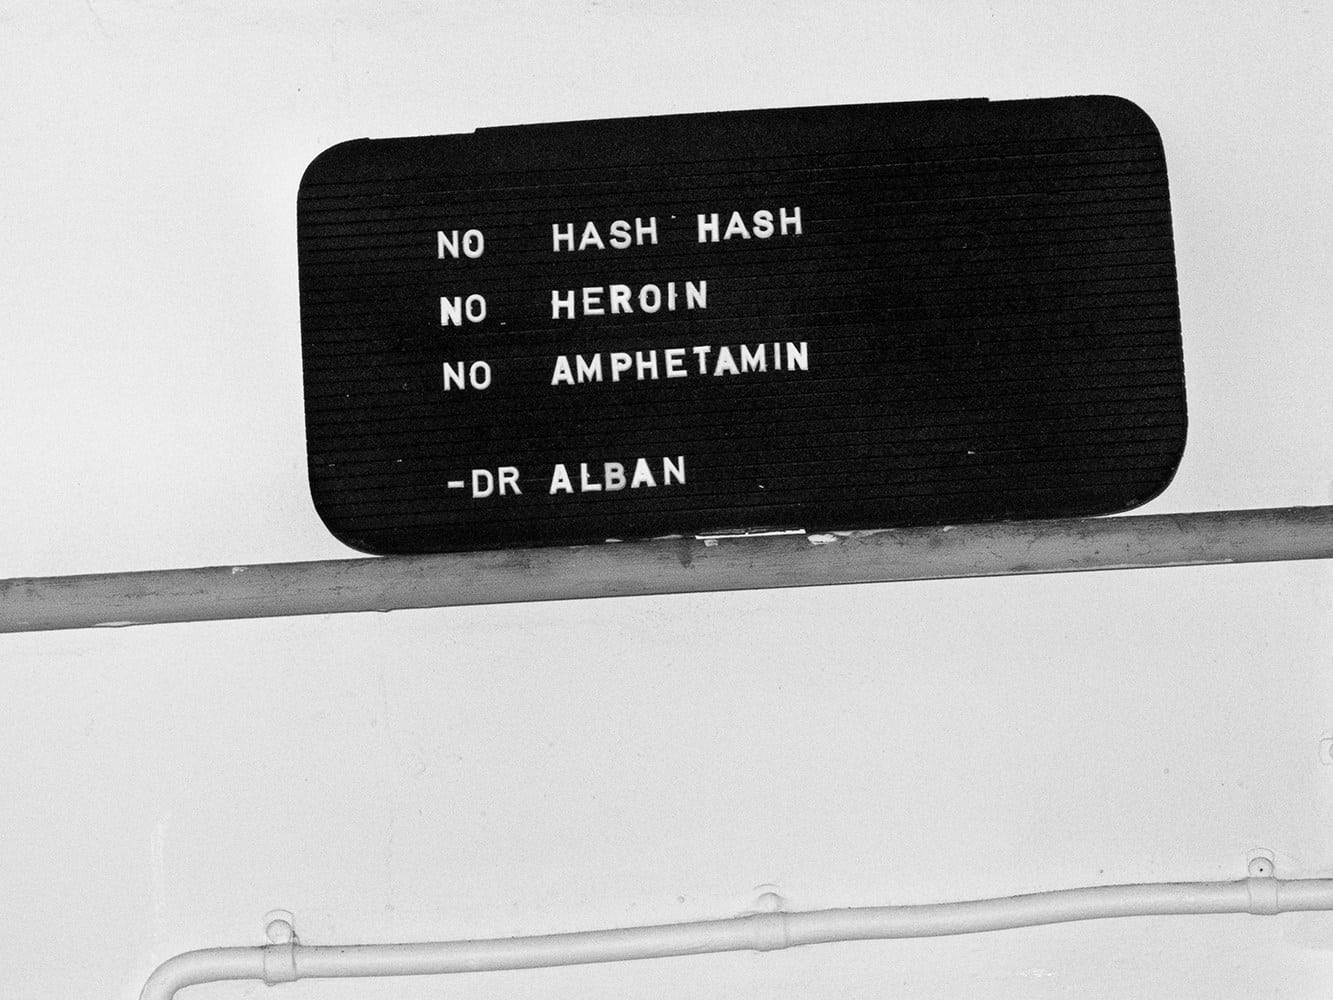 NO HASH HASH
NO HEROIN
NO AMPHETAMIN
-DR ALBAN